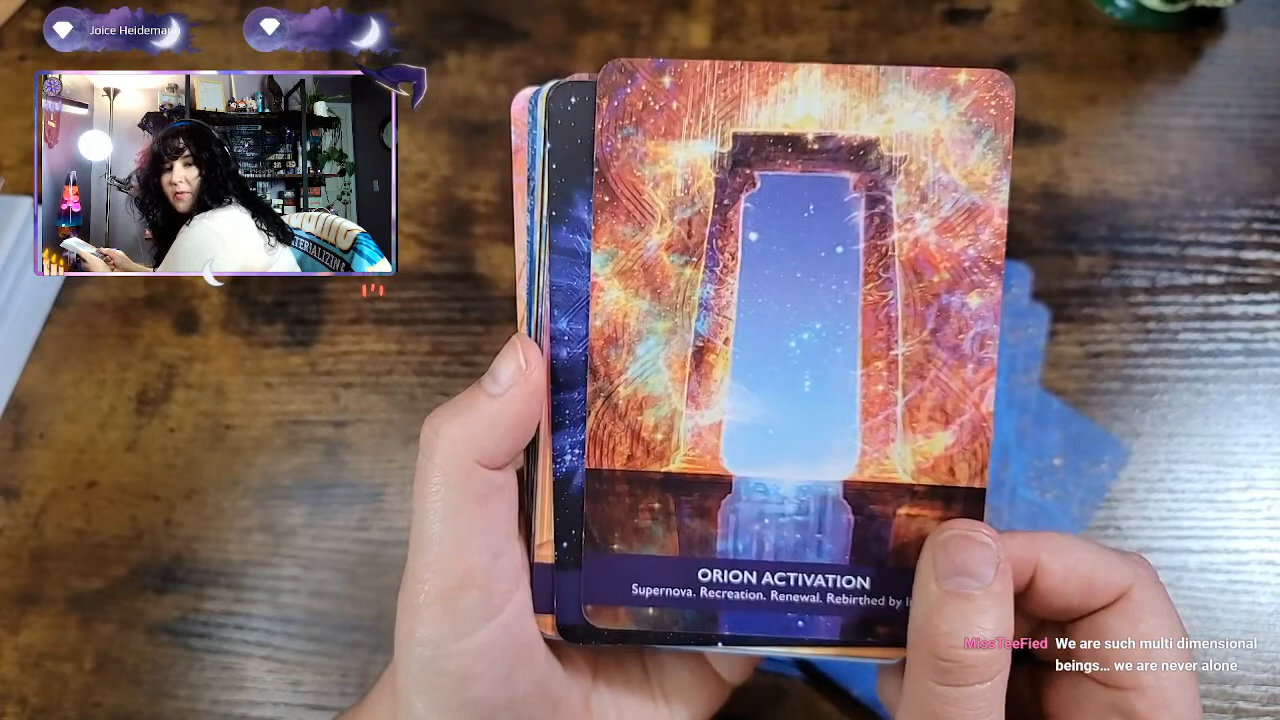 Joice Heidemann
ORION ACTIVATION
Supernova. Recreation. Renewal. Rebirthed by
MissTeeFied We are such multi dimensional
beings... we are never alone